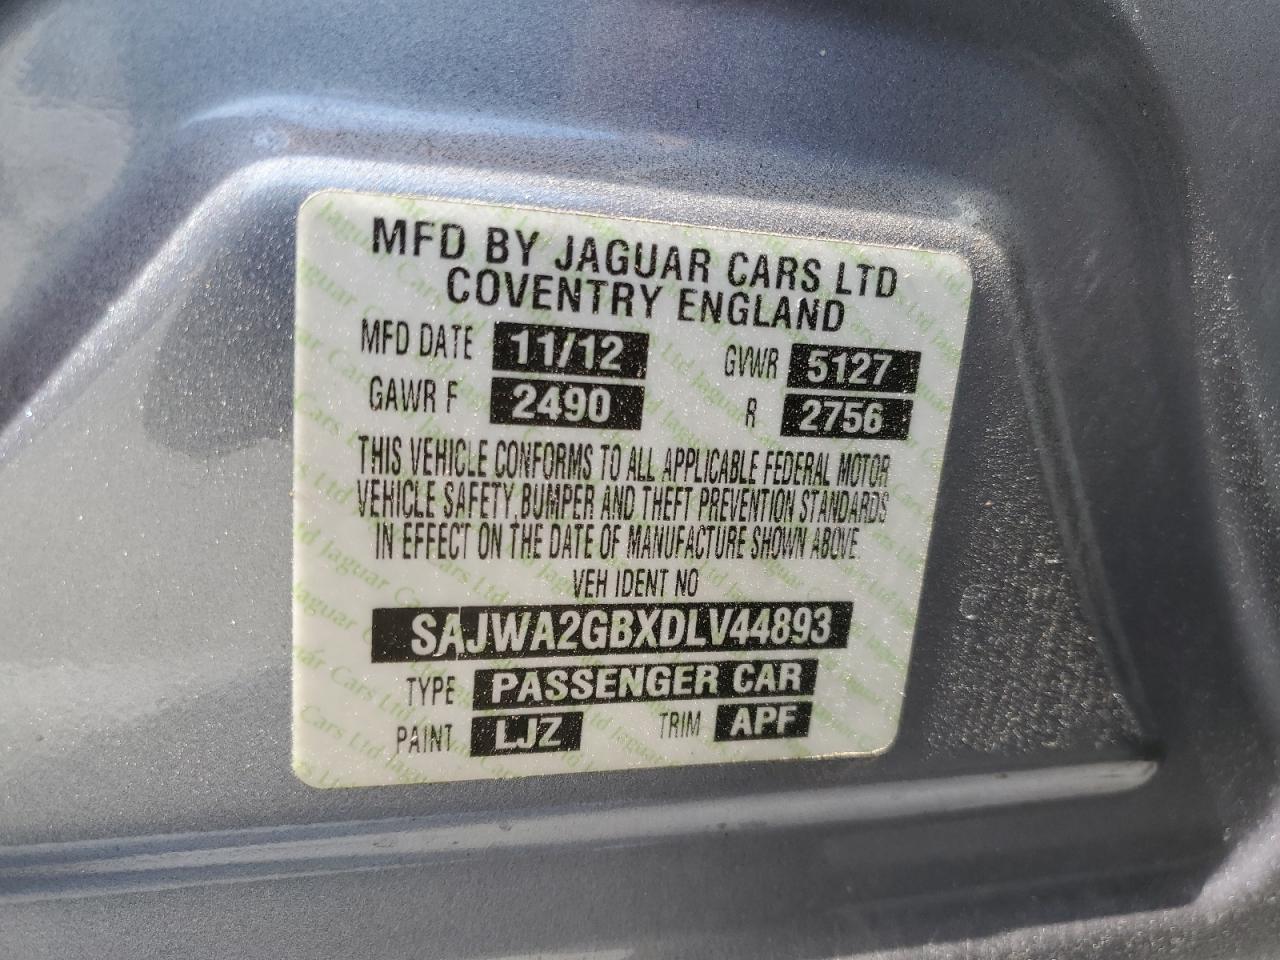 MFD BY JAGUAR CARS LTD
COVENTRY ENGLAND
MFD DATE 11/12 GVWR 5127
GAWR F 2490 R 2756
THIS VEHICLE CONFORMS TO ALL APPLICABLE FEDERAL MOTOR
VEHICLE SAFETY, BUMPER AND THEFT PREVENTION STANDARDS
IN EFFECT ON THE DATE OF MANUFACTURE SHOWN ABOVE.
VEH IDENT NO
SAJWA2GBXDLV44893
TYPE PASSENGER CAR
PAINT LJZ TRIM APF